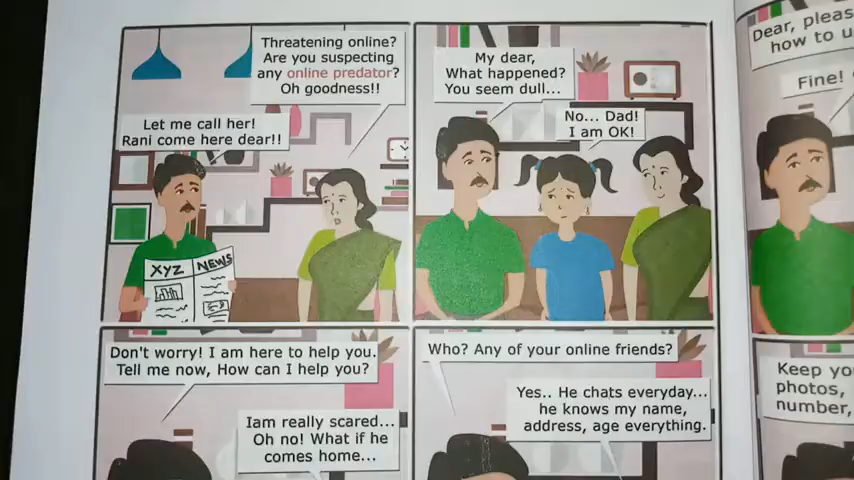 Threatening online?
Are you suspecting
any online predator?
Oh goodness!!
Let me call her!
Rani come here dear!!
XYZ NEWS
My dear,
What happened?
You seem dull...
No... Dad!
I am OK!
Don't worry! I am here to help you.
Tell me now, How can I help you?
Iam really scared...
Oh no! What if he
comes home...
Who? Any of your online friends?
Yes.. He chats everyday...
he knows my name,
address, age everything.
Dear,
how to
Fine!
Keep
photos,
number,